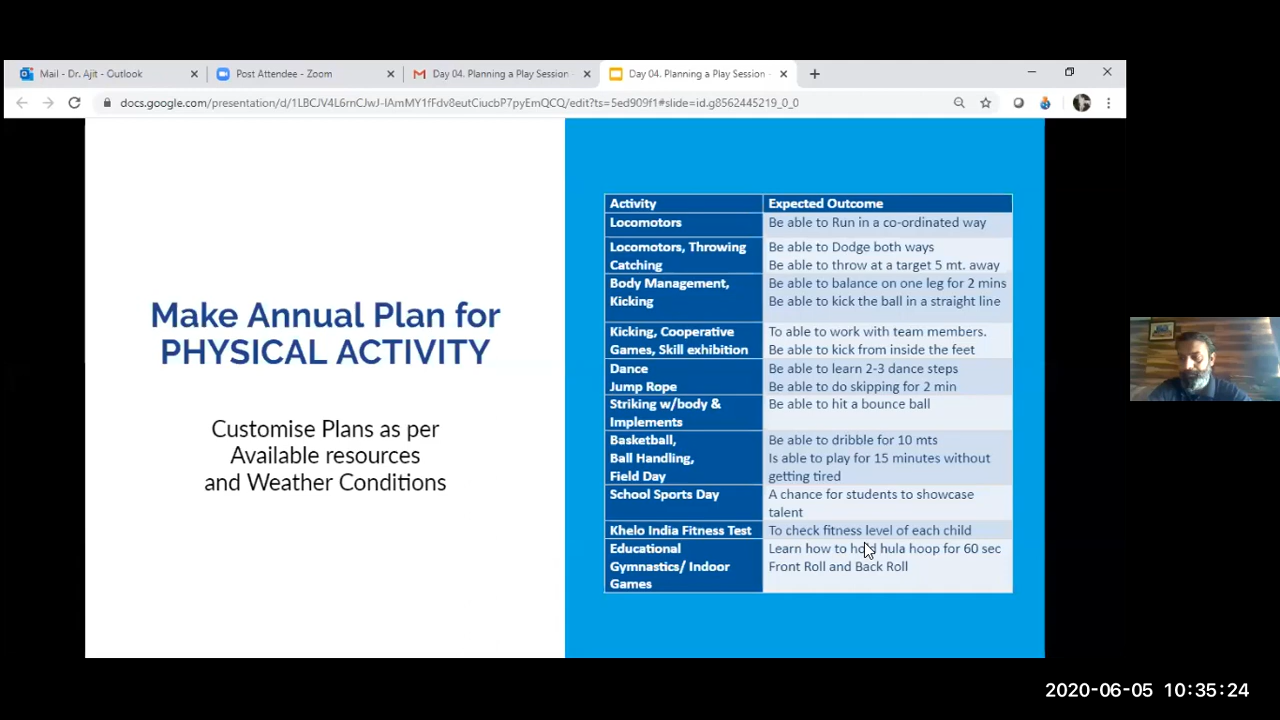 Mail - Dr. Ajit - Outlook
Post Attendee - Zoom
Day 04. Planning a Play Session -
Day 04. Planning a Play Session -
docs.google.com/presentation/d/1LBCJV4L6rnCJwJ-IAmMY1fFdv8eutCiucbP7pyEmQCQ/edit?ts=5ed909f1#slide=id.g8562445219_0_0
Make Annual Plan for
PHYSICAL ACTIVITY
Customise Plans as per
Available resources
and Weather Conditions
Activity Expected Outcome
Locomotors Be able to Run in a co-ordinated way
Locomotors, Throwing Be able to Dodge both ways
Catching Be able to throw at a target 5 mt. away
Body Management, Be able to balance on one leg for 2 mins
Kicking Be able to kick the ball in a straight line
Kicking, Cooperative To able to work with team members.
Games, Skill exhibition Be able to kick from inside the feet
Dance Be able to learn 2-3 dance steps
Jump Rope Be able to do skipping for 2 min
Striking w/body & Be able to hit a bounce ball
Implements
Basketball, Be able to dribble for 10 mts
Ball Handling, Is able to play for 15 minutes without
Field Day getting tired
School Sports Day A chance for students to showcase
talent
Khelo India Fitness Test To check fitness level of each child
Educational Learn how to hold hula hoop for 60 sec
Gymnastics/ Indoor Front Roll and Back Roll
Games
2020-06-05 10:35:24